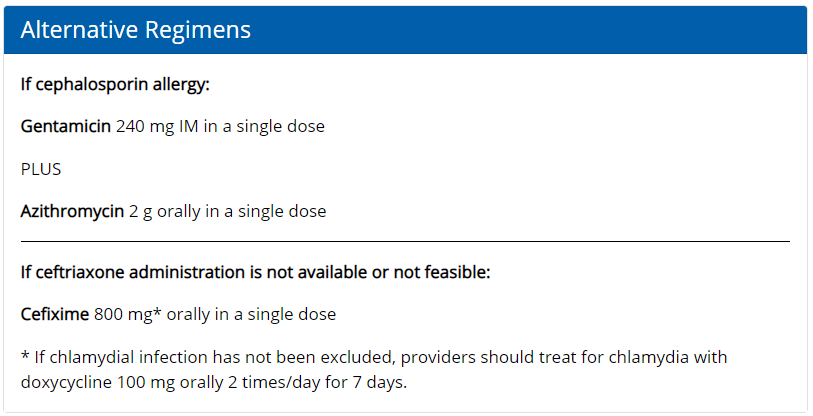 Alternative Regimens
If cephalosporin allergy:
Gentamicin 240 mg IM in a single dose
PLUS
Azithromycin 2 g orally in a single dose
If ceftriaxone administration is not available or not feasible:
Cefixime 800 mg* orally in a single dose
* If chlamydial infection has not been excluded, providers should treat for chlamydia with
doxycycline 100 mg orally 2 times/day for 7 days.